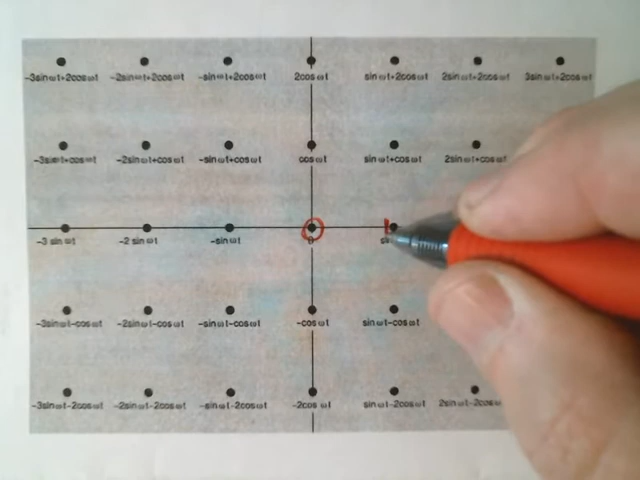 -3sinωt+2cosωt -2sinωt+2cosωt -sinωt+2cosωt 2cosωt sinωt+2cosωt 2sinωt+2cosωt 3sinωt+2cosωt
-3sinωt+cosωt -2sinωt+cosωt -sinωt+cosωt cosωt sinωt+cosωt 2sinωt+cosωt
-3 sinωt -2 sinωt -sinωt 0
-3sinωt-cosωt -2sinωt-cosωt -sinωt-cosωt -cosωt sinωt-cosωt
-3sinωt-2cosωt -2sinωt-2cosωt -sinωt-2cosωt -2cos ωt sinωt-2cosωt